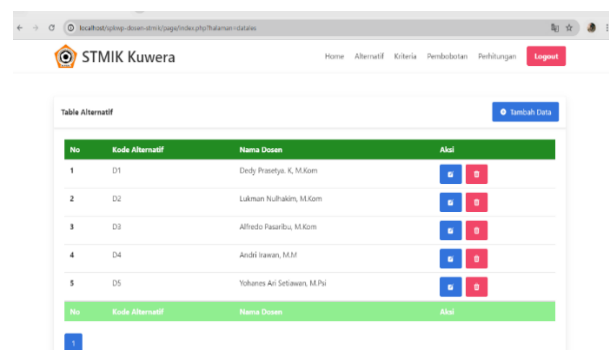 localhost/spkwp-dosen-stmik/page/index.php?halaman=dataalt
STMIK Kuwera
Home Alternatif Kriteria Pembobotan Perhitungan Logout
Table Alternatif
Tambah Data
No Kode Alternatif Nama Dosen Aksi
1 D1 Dedy Prasetya. K, M.Kom
2 D2 Lukman Nulhakim, M.Kom
3 D3 Alfredo Pasaribu, M.Kom
4 D4 Andri Irawan, M.M
5 D5 Yohanes Ari Setiawan, M.Psi
No Kode Alternatif Nama Dosen Aksi
1